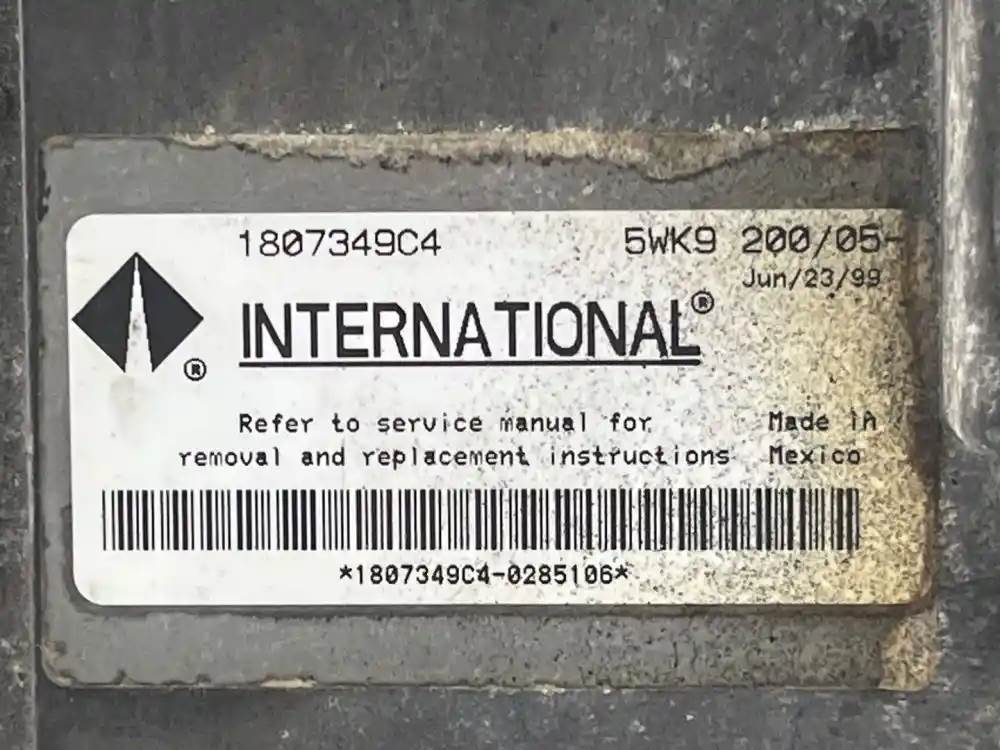 1807349C4 5WK9 200/05-
Jun/23/99
INTERNATIONAL®
®
Refer to service manual for Made in
removal and replacement instructions Mexico
*1807349C4-0285106*